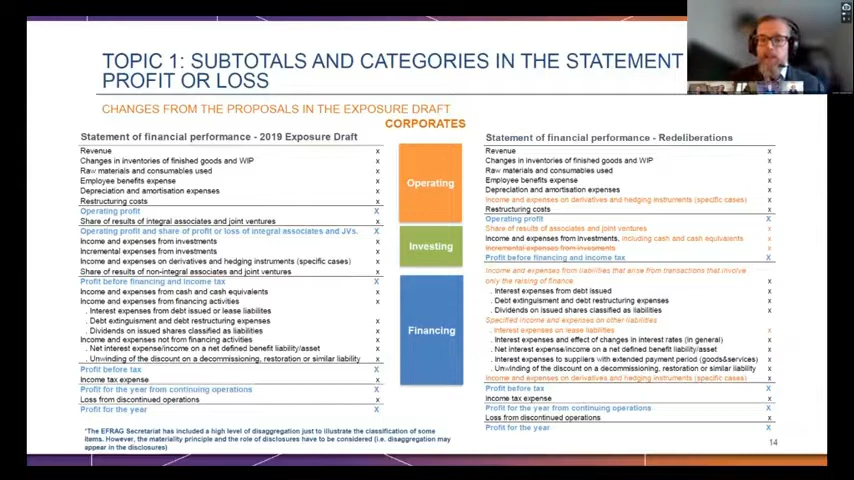 TOPIC 1: SUBTOTALS AND CATEGORIES IN THE STATEMENT
PROFIT OR LOSS
CHANGES FROM THE PROPOSALS IN THE EXPOSURE DRAFT
CORPORATES
Statement of financial performance - 2019 Exposure Draft
Revenue x
Changes in inventories of finished goods and WIP x
Raw materials and consumables used x
Employee benefits expense x
Depreciation and amortisation expenses x
Restructuring costs x
Operating profit X
Share of results of integral associates and joint ventures x
Operating profit and share of profit or loss of integral associates and JVs. X
Income and expenses from investments x
Incremental expenses from investments x
Income and expenses on derivatives and hedging instruments (specific cases) x
Share of results of non-integral associates and joint ventures x
Profit before financing and income tax X
Income and expenses from cash and cash equivalents x
Income and expenses from financing activities x
. Interest expenses from debt issued or lease liabilites
. Debt extinguisment and debt restructuring expenses x
. Dividends on issued shares classified as liabilities x
Income and expenses not from financing activities x
. Net interest expense/income on a net defined benefit liability/asset x
. Unwinding of the discount on a decommissioning, restoration or similar liability x
Profit before tax X
Income tax expense x
Profit for the year from continuing operations X
Loss from discontinued operations x
Profit for the year X
*The EFRAG Secretariat has included a high level of disaggregation just to illustrate the classification of some
items. However, the materiality principle and the role of disclosures have to be considered (i.e. disaggregation may
appear in the disclosures)
Operating
Investing
Financing
Statement of financial performance - Redeliberations
Revenue x
Changes in inventories of finished goods and WIP x
Raw materials and consumables used x
Employee benefits expense x
Depreciation and amortisation expenses x
Income and expenses on derivatives and hedging instruments (specific cases) x
Restructuring costs x
Operating profit X
Share of results of associates and joint ventures x
Income and expenses from investments, including cash and cash equivalents x
Incremental expenses from invesments x
Profit before financing and income tax X
Income and expenses from liabilities that arise from transactions that involve
only the raising of finance x
. Interest expenses from debt issued x
. Debt extinguisment and debt restructuring expenses x
. Dividends on issued shares classified as liabilities x
Specified income and expenses on other liabilities
. Interest expenses on lease liabilities x
. Interest expenses and effect of changes in interest rates (in general) x
. Net interest expense/income on a net defined benefit liability/asset x
. Interest expenses to suppliers with extended payment period (goods&services) x
. Unwinding of the discount on a decommissioning, restoration or similar liability x
Income and expenses on derivatives and hedging instruments (specific cases) x
Profit before tax X
Income tax expense x
Profit for the year from continuing operations X
Loss from discontinued operations x
Profit for the year X
14